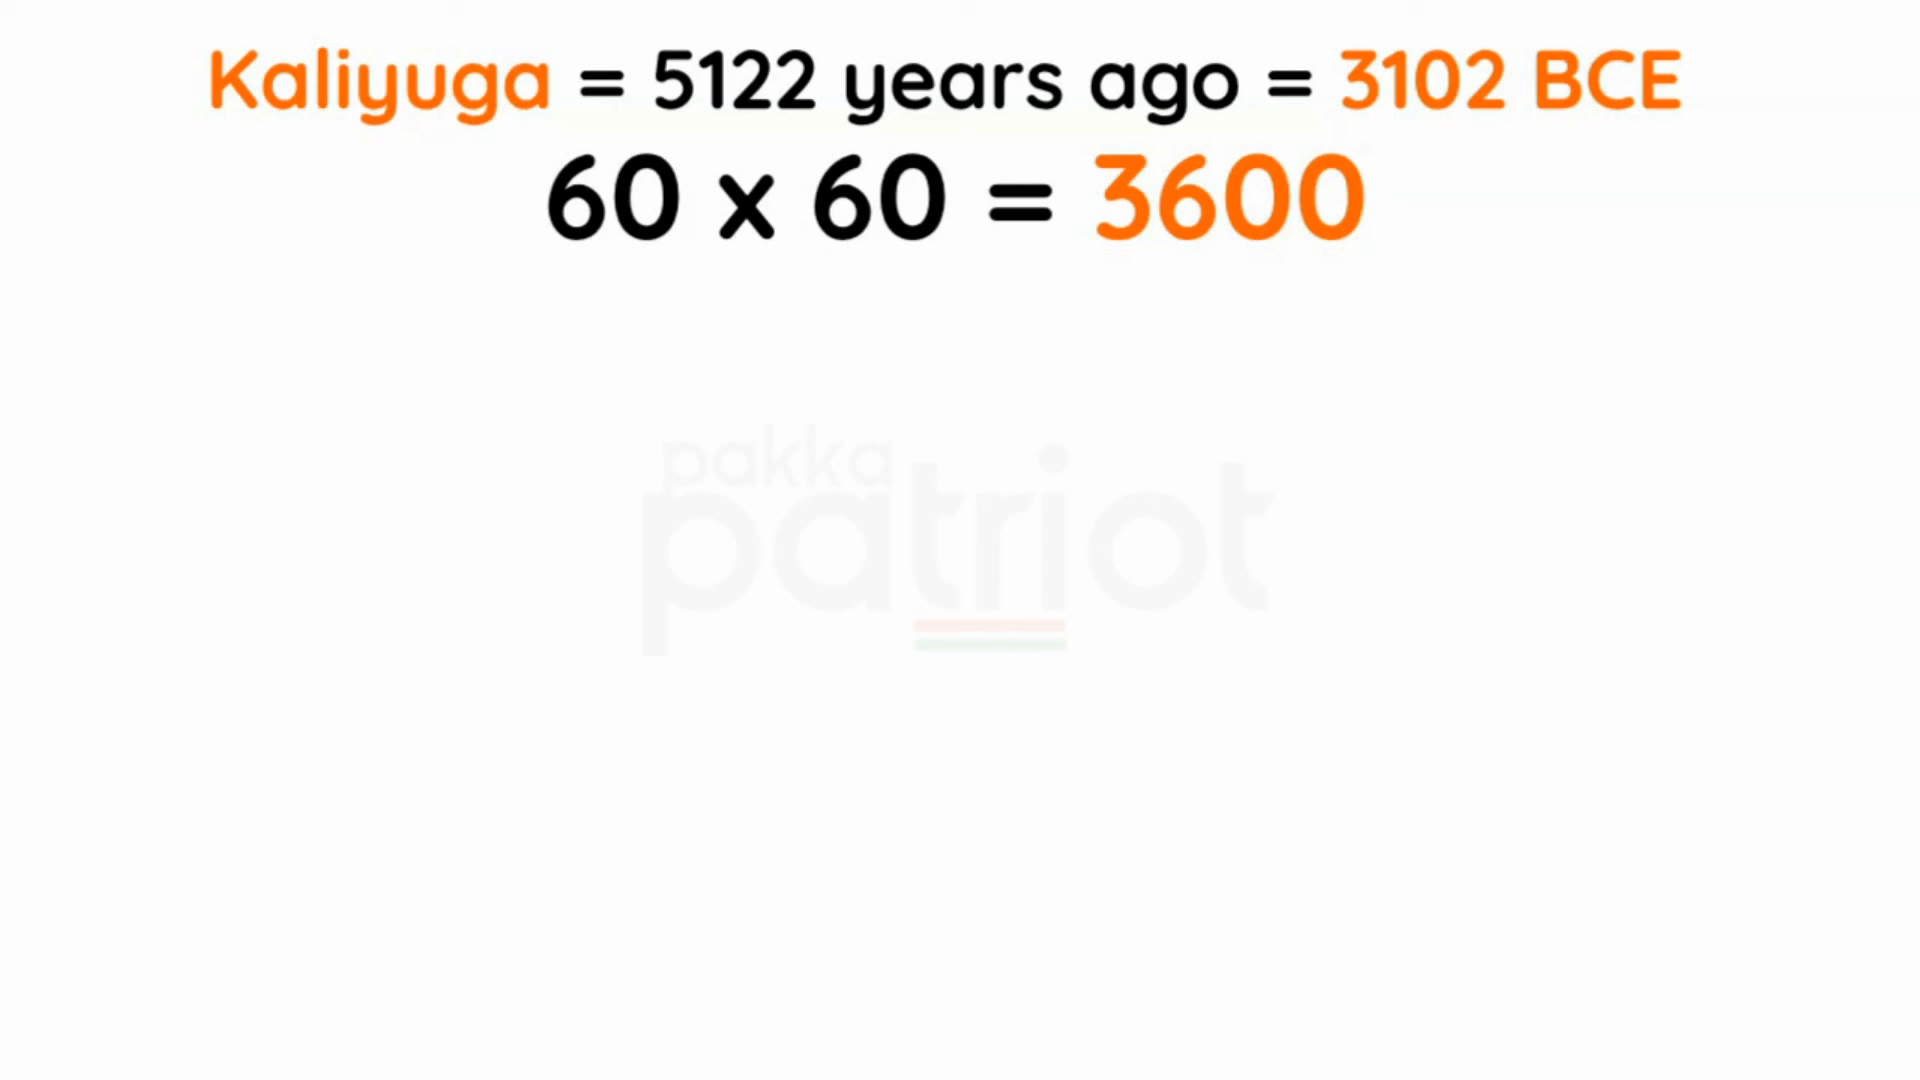 Kaliyuga = 5122 years ago = 3102 BCE
60 x 60 = 3600
pakka
patriot